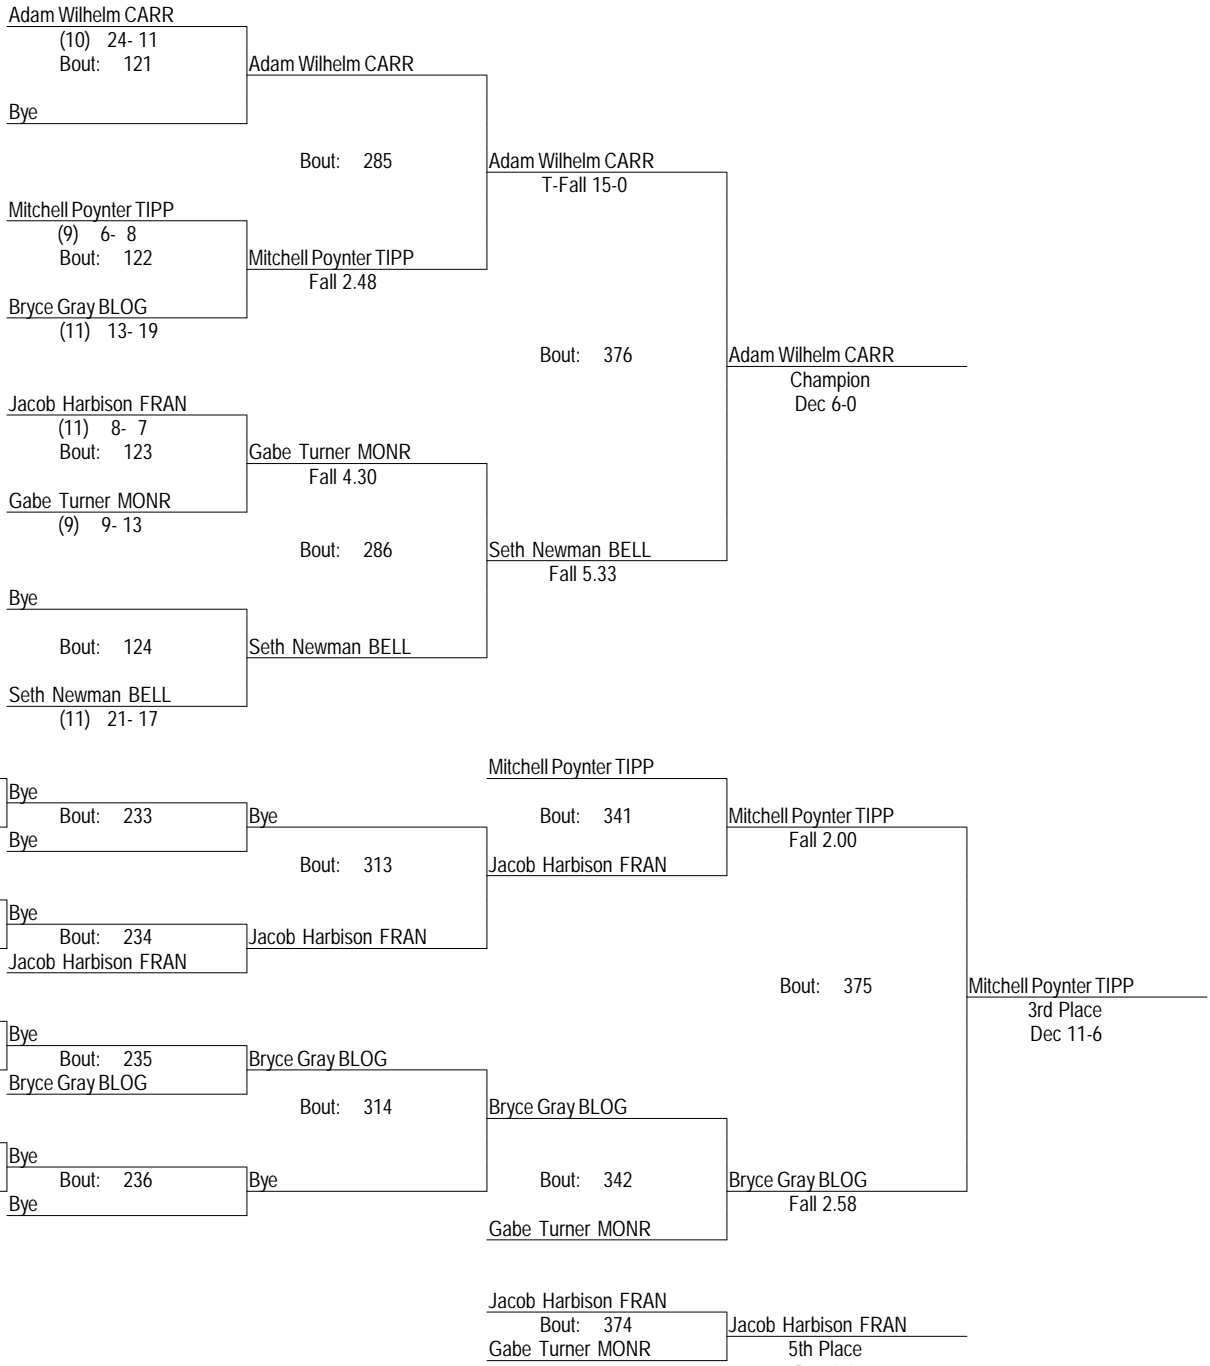 Adam Wilhelm CARR
(10) 24- 11
Bout: 121
Adam Wilhelm CARR
Bye
Bout: 285
Adam Wilhelm CARR
T-Fall 15-0
Mitchell Poynter TIPP
(9) 6- 8
Bout: 122
Mitchell Poynter TIPP
Fall 2.48
Bryce Gray BLOG
(11) 13- 19
Bout: 376
Adam Wilhelm CARR
Champion
Dec 6-0
Jacob Harbison FRAN
(11) 8- 7
Bout: 123
Gabe Turner MONR
Fall 4.30
Gabe Turner MONR
(9) 9- 13
Bout: 286
Seth Newman BELL
Fall 5.33
Bye
Bout: 124
Seth Newman BELL
Seth Newman BELL
(11) 21- 17
Mitchell Poynter TIPP
Bye
Bout: 233
Bye
Bout: 341
Mitchell Poynter TIPP
Fall 2.00
Bye
Bout: 313
Jacob Harbison FRAN
Bye
Bout: 234
Jacob Harbison FRAN
Jacob Harbison FRAN
Bout: 375
Mitchell Poynter TIPP
3rd Place
Dec 11-6
Bye
Bout: 235
Bryce Gray BLOG
Bryce Gray BLOG
Bout: 314
Bryce Gray BLOG
Bye
Bout: 236
Bye
Bout: 342
Bryce Gray BLOG
Fall 2.58
Bye
Gabe Turner MONR
Jacob Harbison FRAN
Bout: 374
Jacob Harbison FRAN
Gabe Turner MONR
5th Place